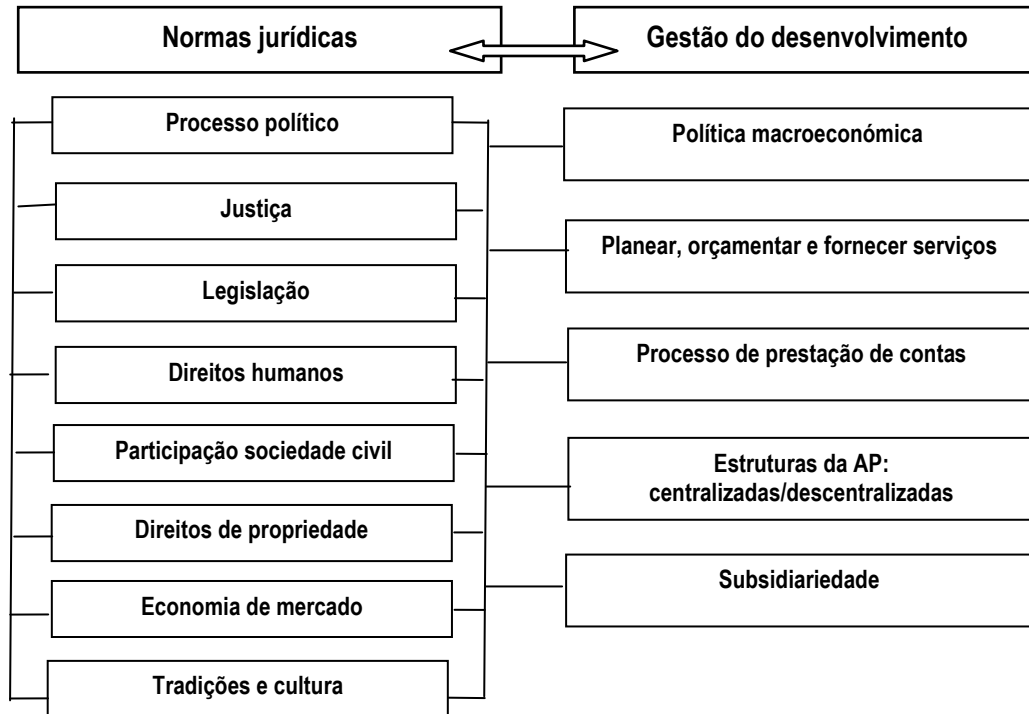 Normas jurídicas
Gestão do desenvolvimento
Processo político
Justiça
Legislação
Direitos humanos
Participação sociedade civil
Direitos de propriedade
Economia de mercado
Tradições e cultura
Política macroeconómica
Planear, orçamentar e fornecer serviços
Processo de prestação de contas
Estruturas da AP:
centralizadas/descentralizadas
Subsidiariedade